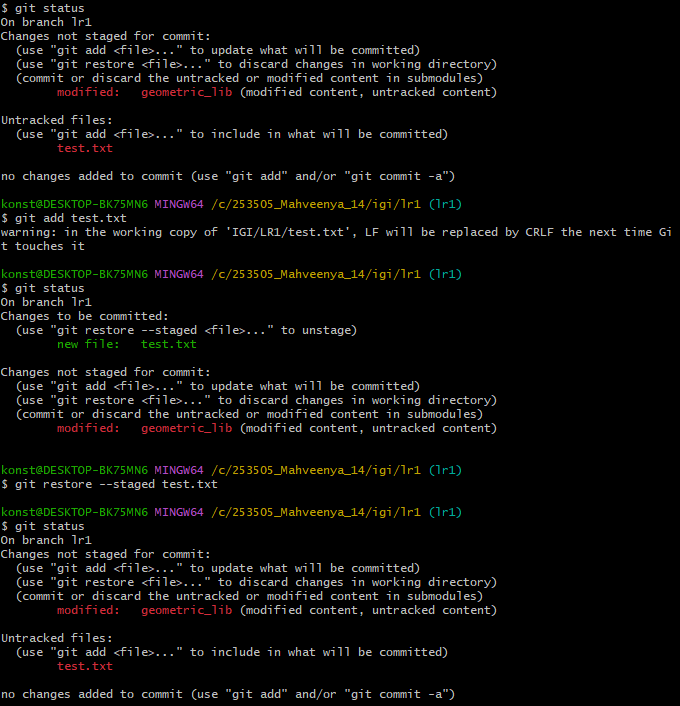 $ git status
On branch lr1
Changes not staged for commit:
  (use "git add <file>..." to update what will be committed)
  (use "git restore <file>..." to discard changes in working directory)
  (commit or discard the untracked or modified content in submodules)
        modified:   geometric_lib (modified content, untracked content)

Untracked files:
  (use "git add <file>..." to include in what will be committed)
        test.txt

no changes added to commit (use "git add" and/or "git commit -a")

konst@DESKTOP-BK75MN6 MINGW64 /c/253505_Mahveenya_14/igi/lr1 (lr1)
$ git add test.txt
warning: in the working copy of 'IGI/LR1/test.txt', LF will be replaced by CRLF the next time Gi
t touches it

konst@DESKTOP-BK75MN6 MINGW64 /c/253505_Mahveenya_14/igi/lr1 (lr1)
$ git status
On branch lr1
Changes to be committed:
  (use "git restore --staged <file>..." to unstage)
        new file:   test.txt

Changes not staged for commit:
  (use "git add <file>..." to update what will be committed)
  (use "git restore <file>..." to discard changes in working directory)
  (commit or discard the untracked or modified content in submodules)
        modified:   geometric_lib (modified content, untracked content)


konst@DESKTOP-BK75MN6 MINGW64 /c/253505_Mahveenya_14/igi/lr1 (lr1)
$ git restore --staged test.txt

konst@DESKTOP-BK75MN6 MINGW64 /c/253505_Mahveenya_14/igi/lr1 (lr1)
$ git status
On branch lr1
Changes not staged for commit:
  (use "git add <file>..." to update what will be committed)
  (use "git restore <file>..." to discard changes in working directory)
  (commit or discard the untracked or modified content in submodules)
        modified:   geometric_lib (modified content, untracked content)

Untracked files:
  (use "git add <file>..." to include in what will be committed)
        test.txt

no changes added to commit (use "git add" and/or "git commit -a")